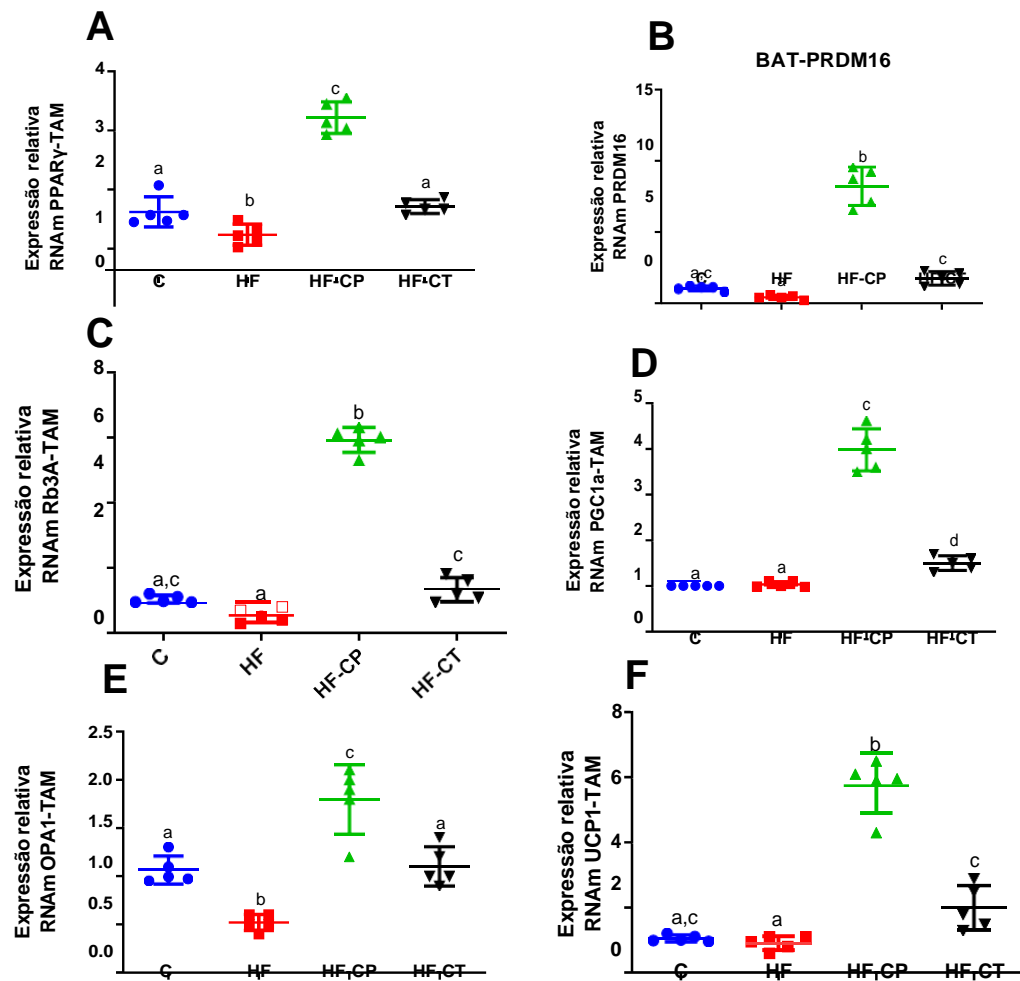 A
Expressão relativa
RNAm PPARγ-TAM
4
3
2
1
0
a
b
c
a
C
HF
HF-CP
HF-CT
B
BAT-PRDM16
Expressão relativa
RNAm PRDM16
15
10
5
0
a,c
a
b
c
C
HF
HF-CP
HF-CT
C
Expressão relativa
RNAm Rb3A-TAM
8
6
4
2
0
a,c
a
b
c
C
HF
HF-CP
HF-CT
D
Expressão relativa
RNAm PGC1a-TAM
5
4
3
2
1
0
a
a
c
d
C
HF
HF-CP
HF-CT
E
Expressão relativa
RNAm OPA1-TAM
2.5
2.0
1.5
1.0
0.5
0.0
a
b
c
a
C
HF
HF-CP
HF-CT
F
Expressão relativa
RNAm UCP1-TAM
8
6
4
2
0
a,c
a
b
c
C
HF
HF-CP
HF-CT